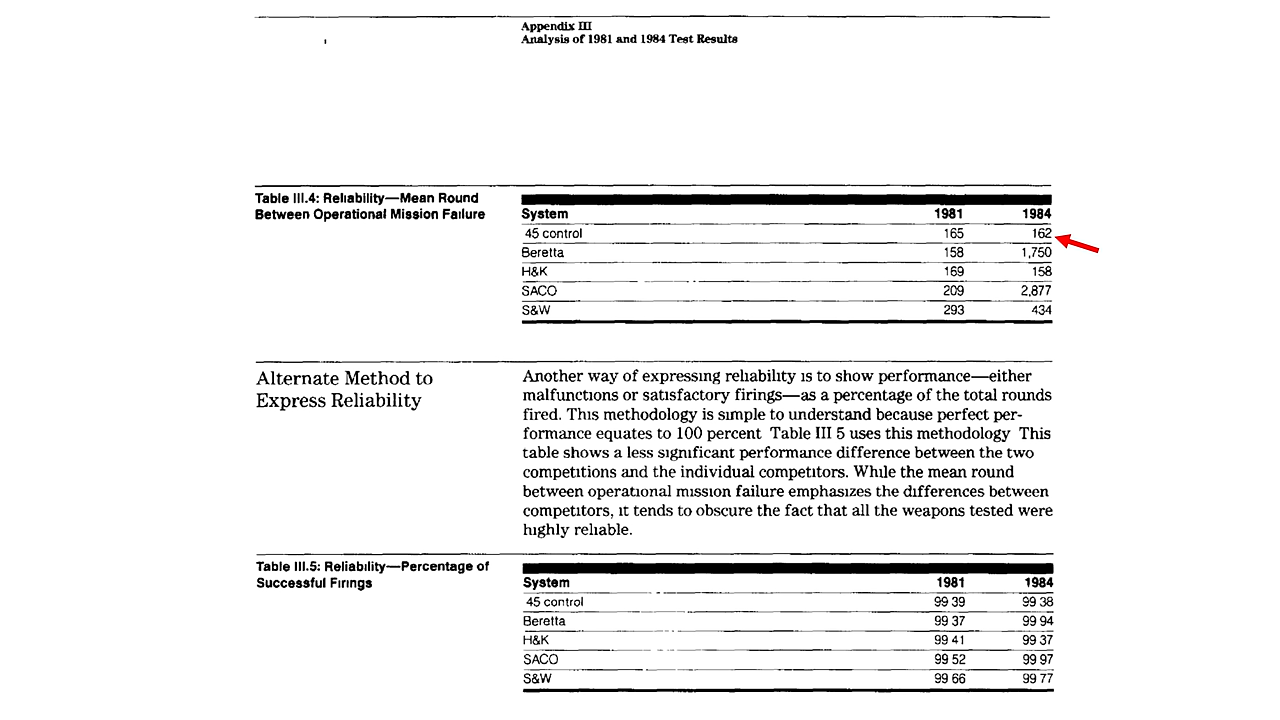 Appendix III
Analysis of 1981 and 1984 Test Results
Table III.4: Reliability—Mean Round
Between Operational Mission Failure
System 1981 1984
45 control 165 162
Beretta 158 1,750
H&K 169 158
SACO 209 2,877
S&W 293 434
Alternate Method to
Express Reliability
Another way of expressing reliability is to show performance—either
malfunctions or satisfactory firings—as a percentage of the total rounds
fired. This methodology is simple to understand because perfect per-
formance equates to 100 percent Table III 5 uses this methodology This
table shows a less significant performance difference between the two
competitions and the individual competitors. While the mean round
between operational mission failure emphasizes the differences between
competitors, it tends to obscure the fact that all the weapons tested were
highly reliable.
Table III.5: Reliability—Percentage of
Successful Firings
System 1981 1984
45 control 99 39 99 38
Beretta 99 37 99 94
H&K 99 41 99 37
SACO 99 52 99 97
S&W 99 66 99 77